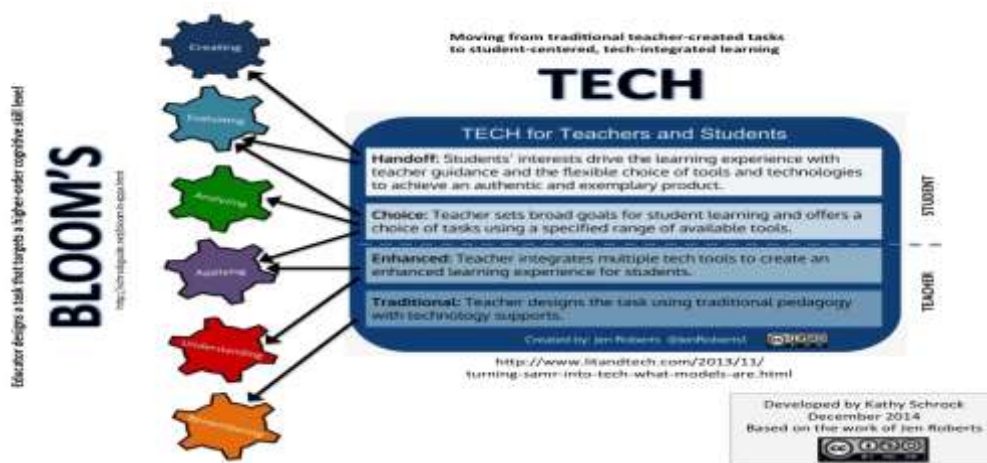 Moving from traditional teacher-created tasks
to student-centered, tech-integrated learning
TECH
Educator designs a task that targets a higher-order cognitive skill level
BLOOM'S
Creating
Evaluating
Analyzing
Applying
Understanding
TECH for Teachers and Students
Handoff: Students' interests drive the learning experience with
teacher guidance and the flexible choice of tools and technologies
to achieve an authentic and exemplary product.
Choice: Teacher sets broad goals for student learning and offers a
choice of tasks using a specified range of available tools.
Enhanced: Teacher integrates multiple tech tools to create an
enhanced learning experience for students.
Traditional: Teacher designs the task using traditional pedagogy
with technology supports.
Created by: Jen Roberts @JenRoberts1
STUDENT
TEACHER
http://www.litandtech.com/2013/11/
turning-samr-into-tech-what-models-are.html
Developed by Kathy Schrock
December 2014
Based on the work of Jen Roberts